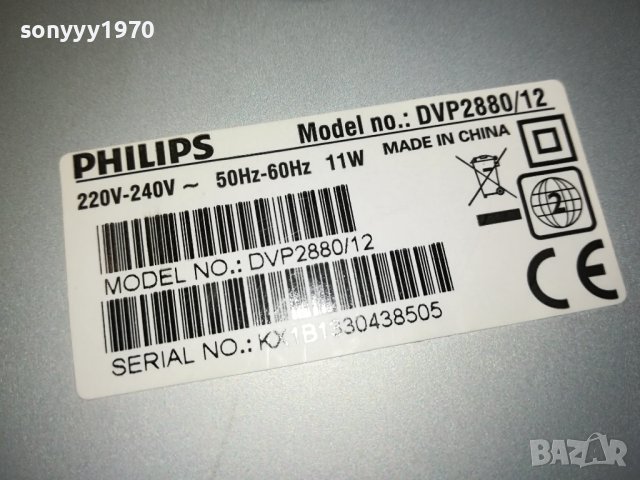 sonyyy1970
PHILIPS Model no.: DVP2880/12
220V-240V ~ 50Hz-60Hz 11W MADE IN CHINA
2
MODEL NO.: DVP2880/12
CE
SERIAL NO.: KX1B1330438505
BAZAR